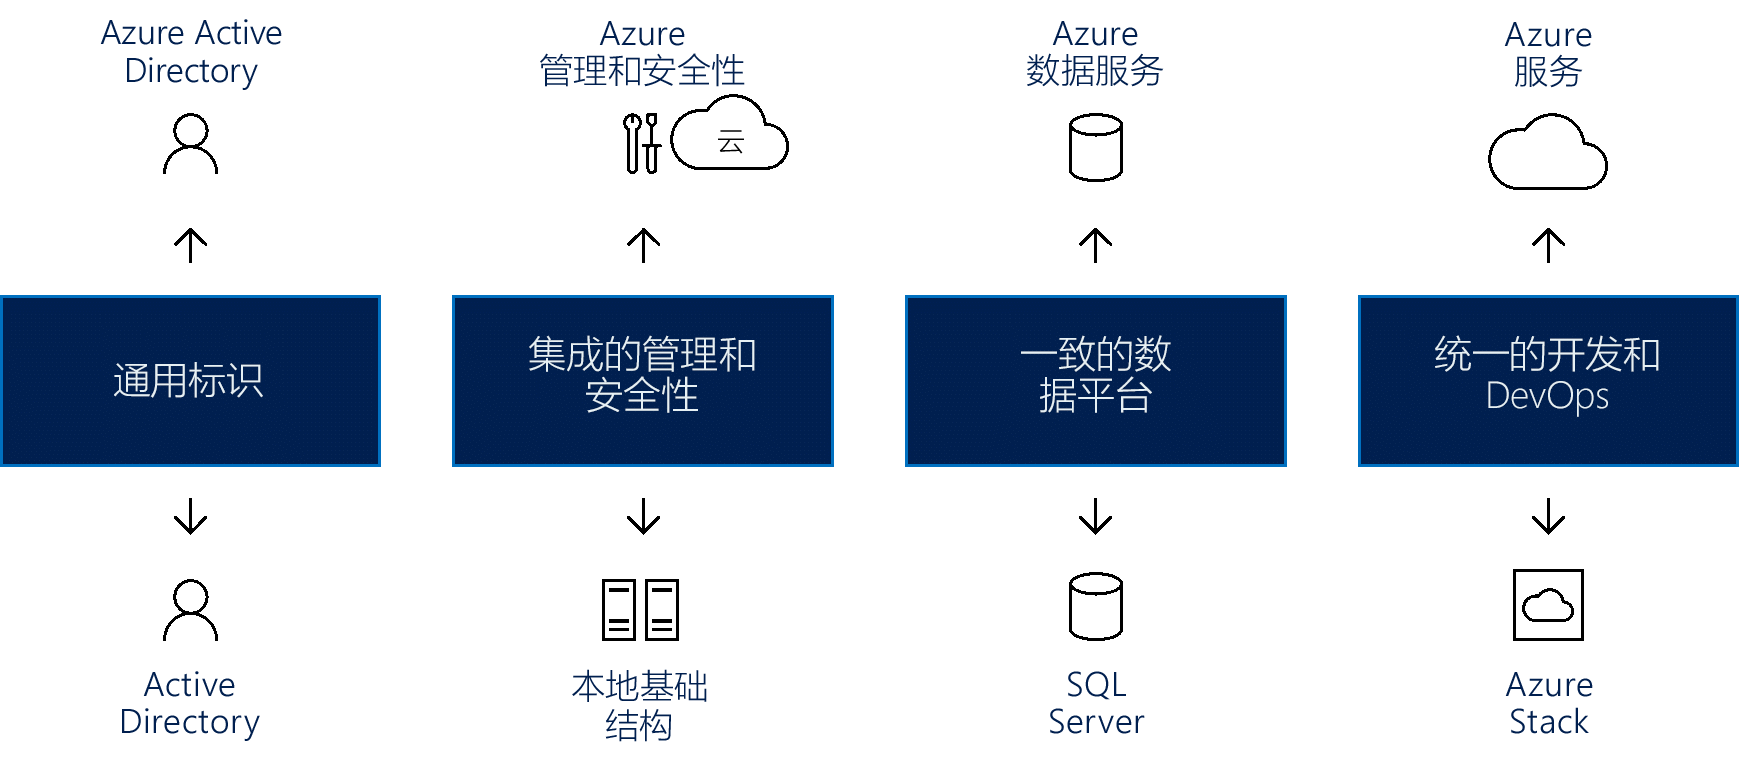 Azure Active
Directory
Azure
管理和安全性
云
Azure
数据服务
Azure
服务
通用标识
集成的管理和
安全性
一致的数
据平台
统一的开发和
DevOps
Active
Directory
本地基础
结构
SQL
Server
Azure
Stack